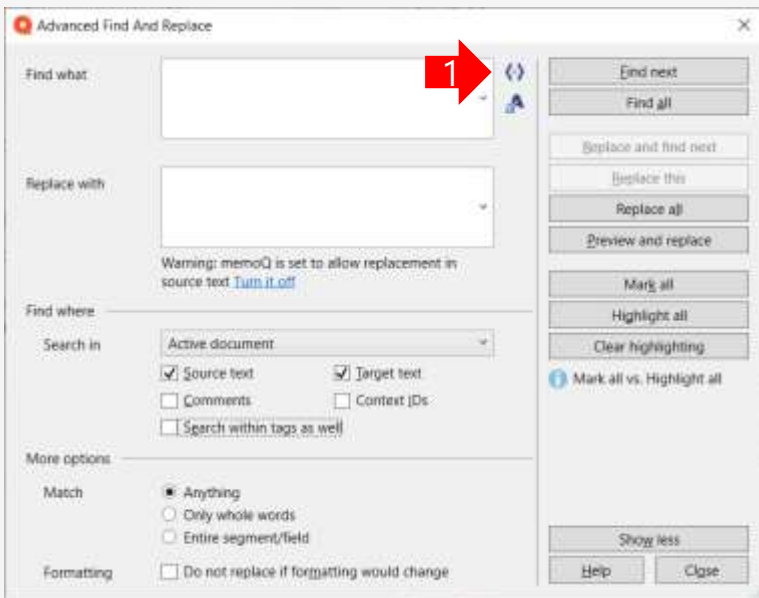 Advanced Find And Replace
Find what
1
Find next
Find all
Replace and find next
Replace this
Replace with
Replace all
Preview and replace
Warning: memoQ is set to allow replacement in
source text Turn it off
Mark all
Find where
Highlight all
Search in
Active document
Clear highlighting
Source text
Target text
Mark all vs. Highlight all
Comments
Context IDs
Search within tags as well
More options
Match
Anything
Only whole words
Entire segment/field
Show less
Formatting
Do not replace if formatting would change
Help
Close